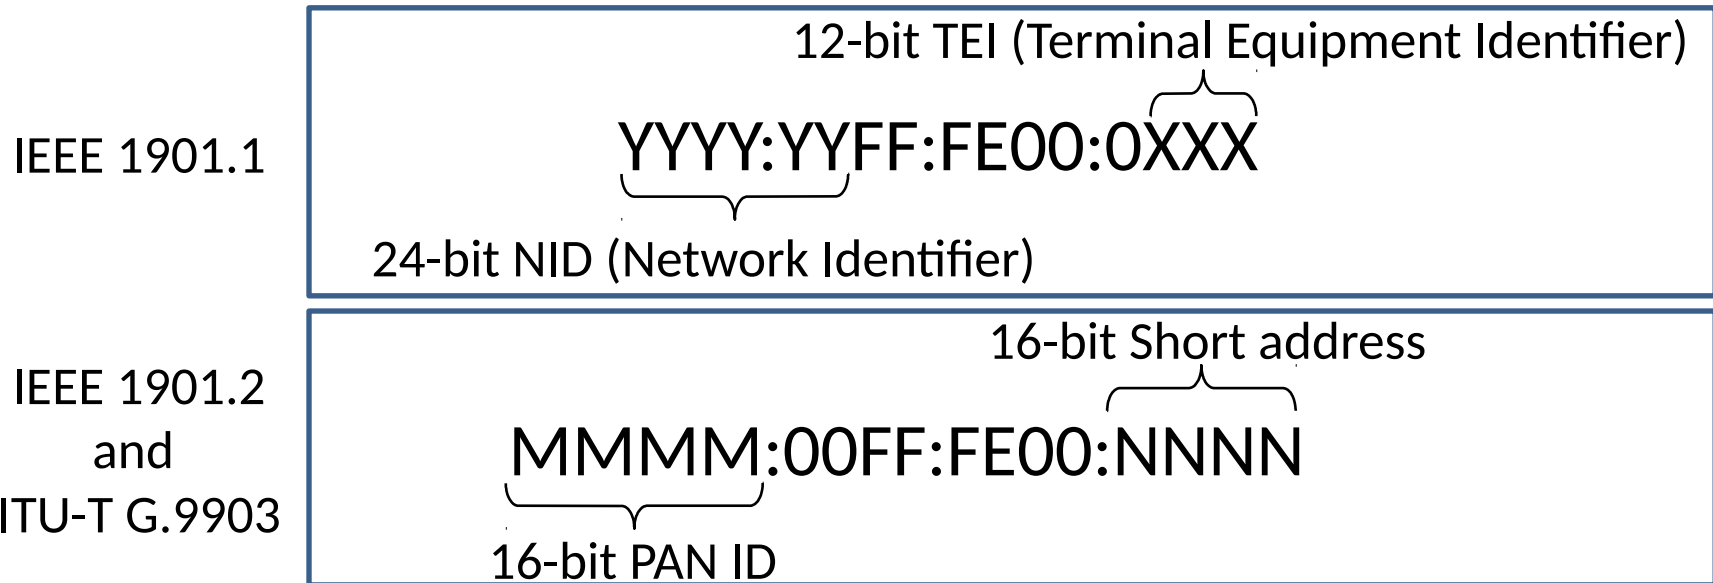 12-bit TEI (Terminal Equipment Identifier)
IEEE 1901.1
YYYY:YYFF:FE00:0XXX
24-bit NID (Network Identifier)
16-bit Short address
IEEE 1901.2
and
ITU-T G.9903
MMMM:00FF:FE00:NNNN
16-bit PAN ID